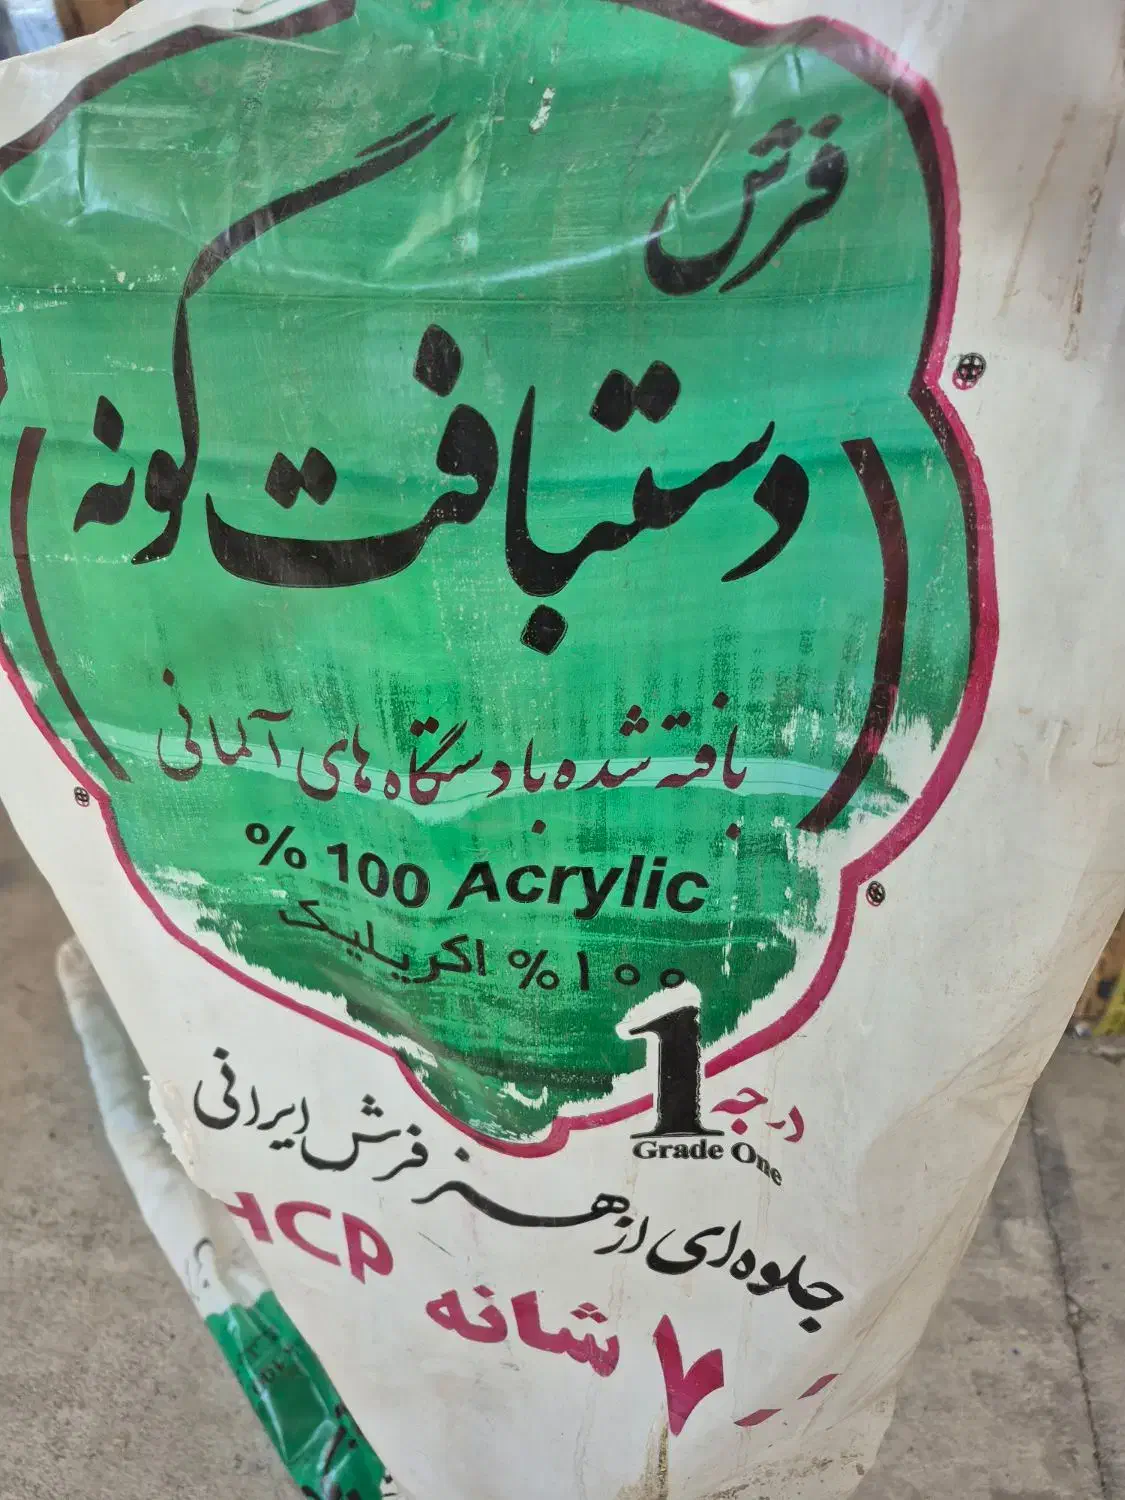 فرش
دستبافت گونه
بافته شده با دستگاه های آلمانی
% 100 Acrylic
۱۰۰% اکریلیک
1
درجه
Grade One
جلوه ای از هنر فرش ایرانی
HCP
۷۰۰ شانه